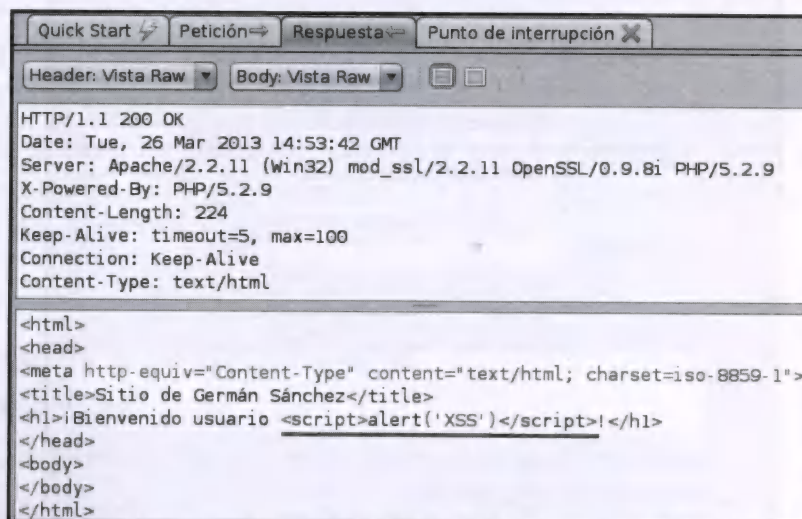 Quick Start Petición Respuesta Punto de interrupción
Header: Vista Raw Body: Vista Raw
HTTP/1.1 200 OK
Date: Tue, 26 Mar 2013 14:53:42 GMT
Server: Apache/2.2.11 (Win32) mod_ssl/2.2.11 OpenSSL/0.9.8i PHP/5.2.9
X-Powered-By: PHP/5.2.9
Content-Length: 224
Keep-Alive: timeout=5, max=100
Connection: Keep-Alive
Content-Type: text/html
<html>
<head>
<meta http-equiv="Content-Type" content="text/html; charset=iso-8859-1">
<title>Sitio de Germán Sánchez</title>
<h1>¡Bienvenido usuario <script>alert('XSS')</script>!</h1>
</head>
<body>
</body>
</html>